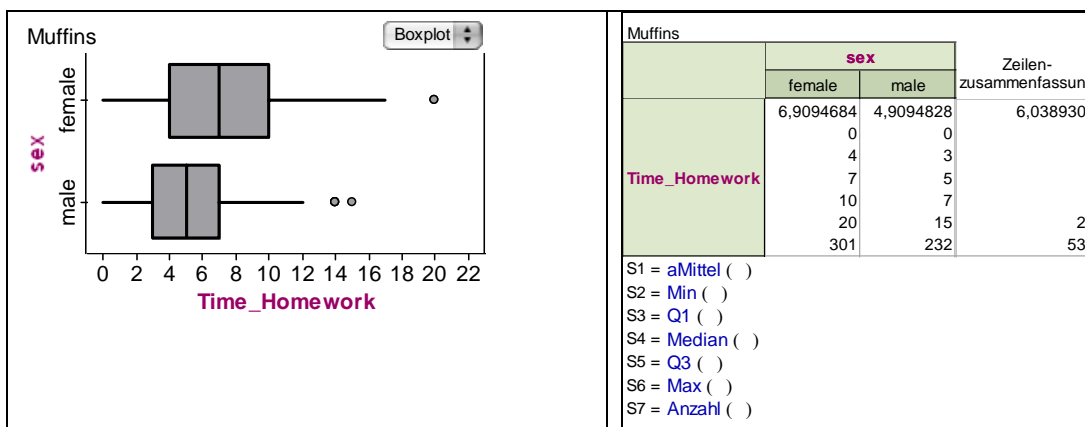 Muffins
Boxplot
female
male
sex
0 2 4 6 8 10 12 14 16 18 20 22
Time_Homework
Muffins
sex
Zeilen-
zusammenfassun
female male
Time_Homework
6,9094684 4,9094828 6,038930
0 0
4 3
7 5
10 7
20 15 2
301 232 53
S1 = aMittel ( )
S2 = Min ( )
S3 = Q1 ( )
S4 = Median ( )
S5 = Q3 ( )
S6 = Max ( )
S7 = Anzahl ( )